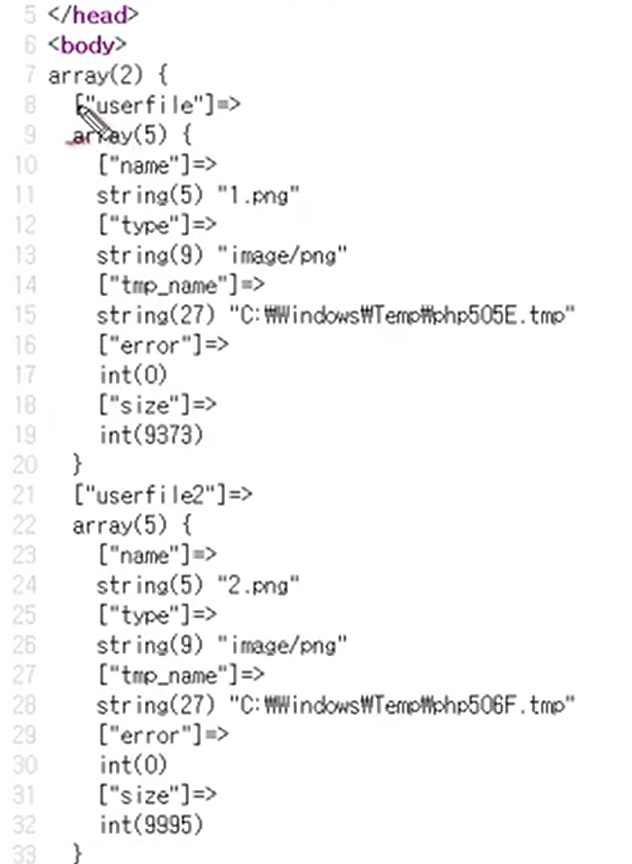 5 </head>
6 <body>
7 array(2) {
8 ["userfile"]=>
9 array(5) {
10 ["name"]=>
11 string(5) "1.png"
12 ["type"]=>
13 string(9) "image/png"
14 ["tmp_name"]=>
15 string(27) "C:₩Windows₩Temp₩php505E.tmp"
16 ["error"]=>
17 int(0)
18 ["size"]=>
19 int(9373)
20 }
21 ["userfile2"]=>
22 array(5) {
23 ["name"]=>
24 string(5) "2.png"
25 ["type"]=>
26 string(9) "image/png"
27 ["tmp_name"]=>
28 string(27) "C:₩Windows₩Temp₩php506F.tmp"
29 ["error"]=>
30 int(0)
31 ["size"]=>
32 int(9995)
33 }